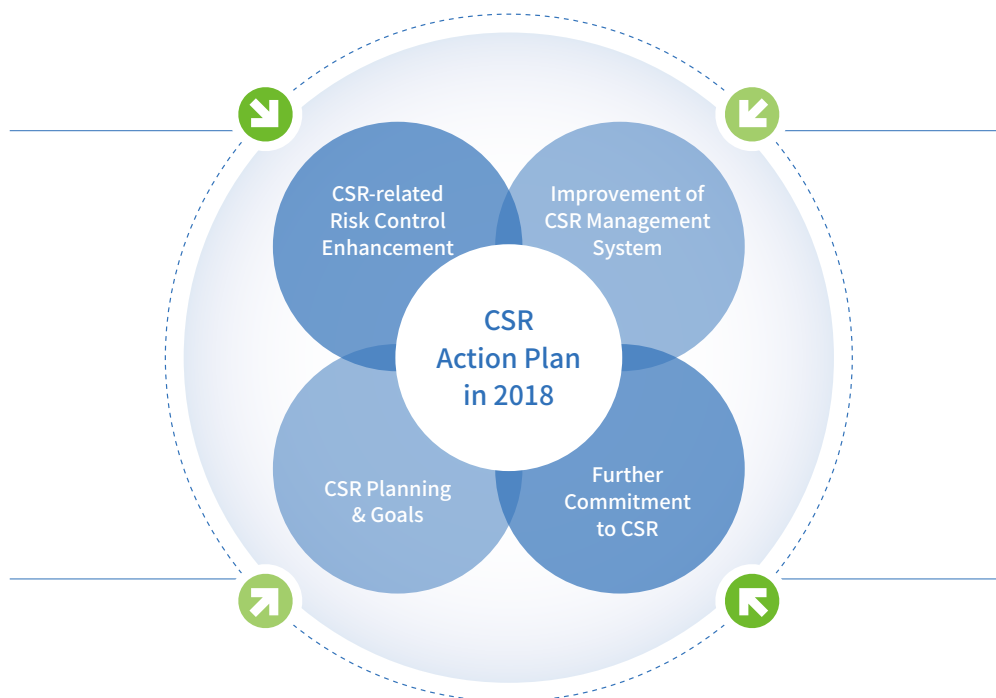 CSR-related
Risk Control
Enhancement
Improvement of
CSR Management
System
CSR
Action Plan
in 2018
CSR Planning
& Goals
Further
Commitment
to CSR